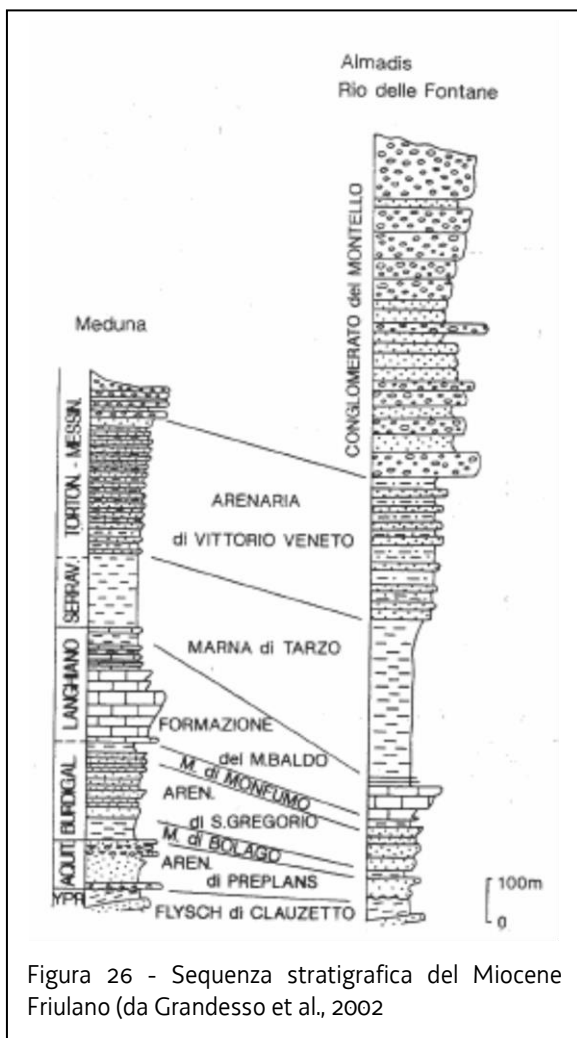 Almadis
Rio delle Fontane
Meduna
CONGLOMERATO del MONTELLO
TORTON. - MESSIN.
SERRAV.
LANGHIANO
BURDIGAL.
AQUIT.
YPR.
ARENARIA
di VITTORIO VENETO
MARNA di TARZO
FORMAZIONE
del M.BALDO
M. di MONFUMO
AREN.
di S.GREGORIO
M. di BOLAGO
AREN.
di PREPLANS
FLYSCH di CLAUZETTO
100m
0
Figura 26 - Sequenza stratigrafica del Miocene
Friulano (da Grandesso et al., 2002